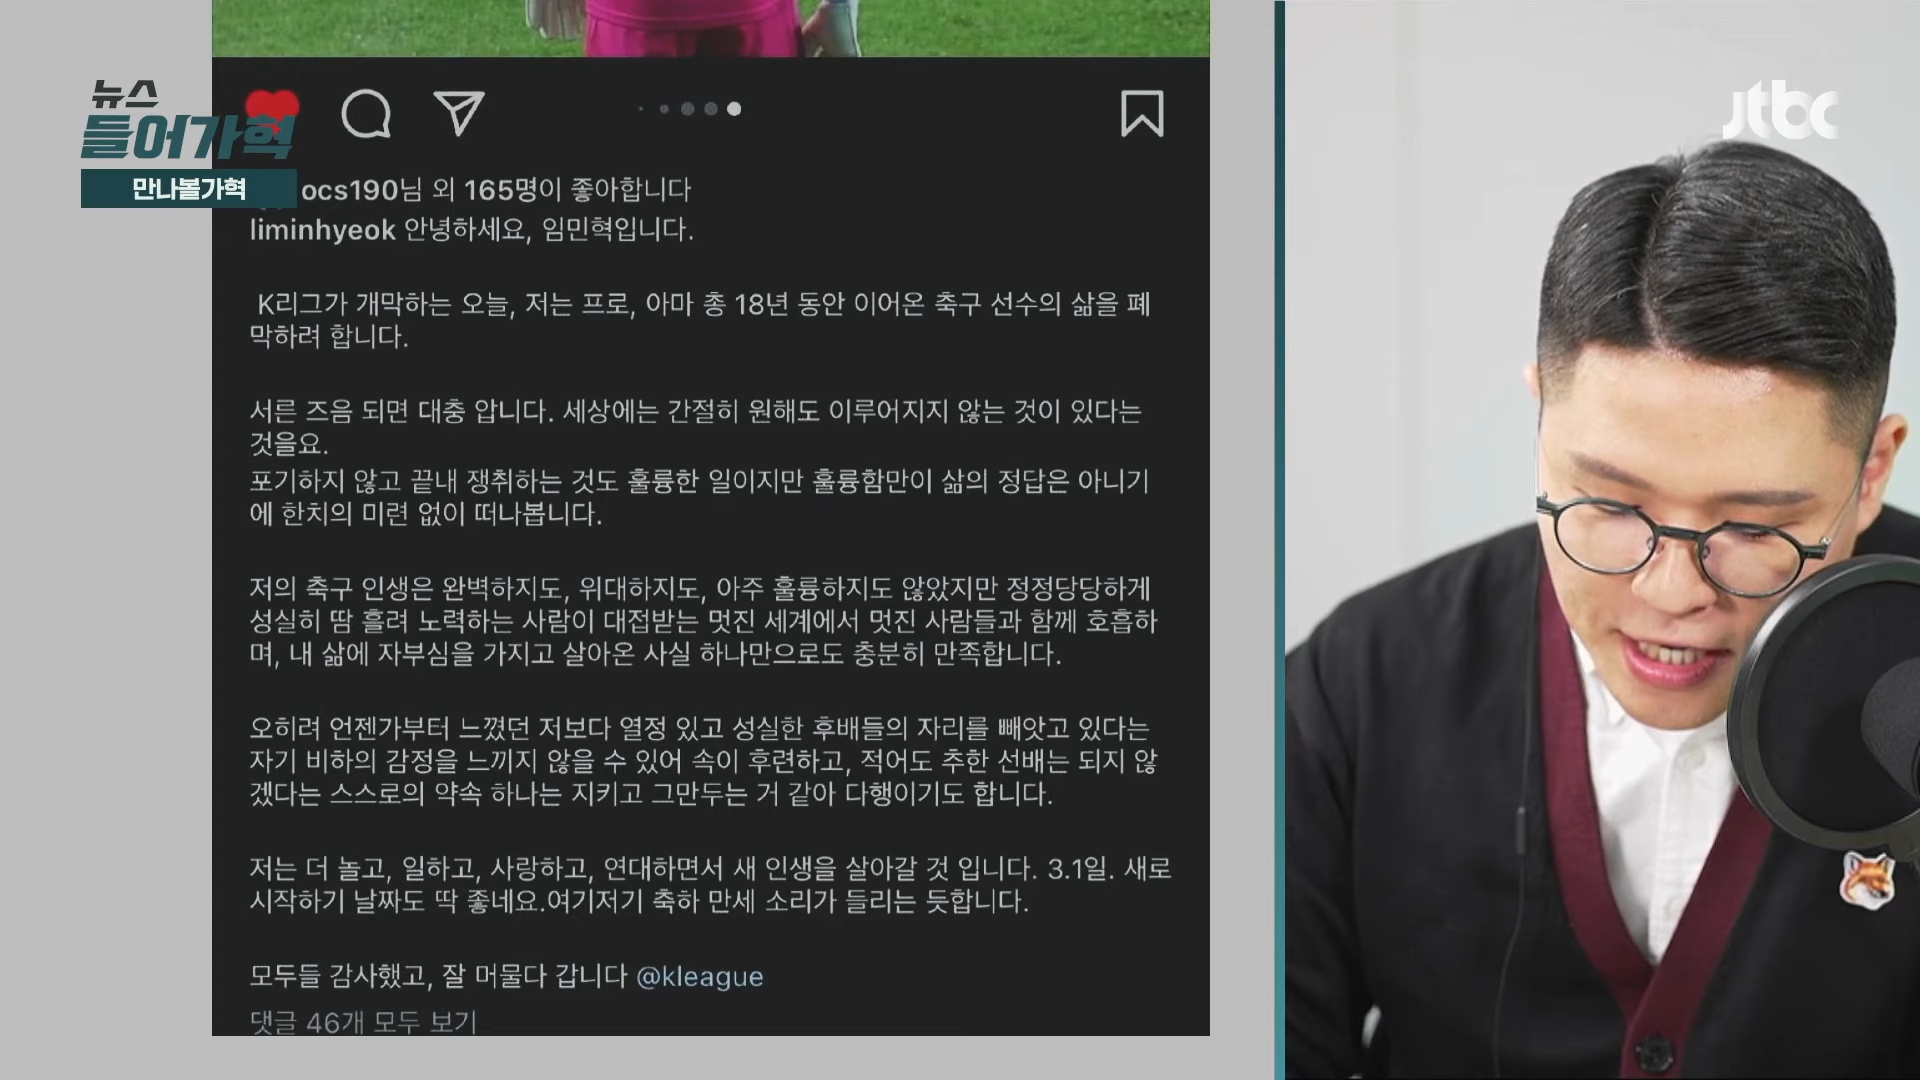 뉴스
들어가혁
만나볼가혁
jtbc
ocs190님 외 165명이 좋아합니다
liminhyeok 안녕하세요, 임민혁입니다.
K리그가 개막하는 오늘, 저는 프로, 아마 총 18년 동안 이어온 축구 선수의 삶을 폐
막하려 합니다.
서른 즈음 되면 대충 압니다. 세상에는 간절히 원해도 이루어지지 않는 것이 있다는
것을요.
포기하지 않고 끝내 쟁취하는 것도 훌륭한 일이지만 훌륭함만이 삶의 정답은 아니기
에 한치의 미련 없이 떠나봅니다.
저의 축구 인생은 완벽하지도, 위대하지도, 아주 훌륭하지도 않았지만 정정당당하게
성실히 땀 흘려 노력하는 사람이 대접받는 멋진 세계에서 멋진 사람들과 함께 호흡하
며, 내 삶에 자부심을 가지고 살아온 사실 하나만으로도 충분히 만족합니다.
오히려 언젠가부터 느꼈던 저보다 열정 있고 성실한 후배들의 자리를 빼앗고 있다는
자기 비하의 감정을 느끼지 않을 수 있어 속이 후련하고, 적어도 추한 선배는 되지 않
겠다는 스스로의 약속 하나는 지키고 그만두는 거 같아 다행이기도 합니다.
저는 더 놀고, 일하고, 사랑하고, 연대하면서 새 인생을 살아갈 것 입니다. 3.1일. 새로
시작하기 날짜도 딱 좋네요.여기저기 축하 만세 소리가 들리는 듯합니다.
모두들 감사했고, 잘 머물다 갑니다 @kleague
댓글 46개 모두 보기